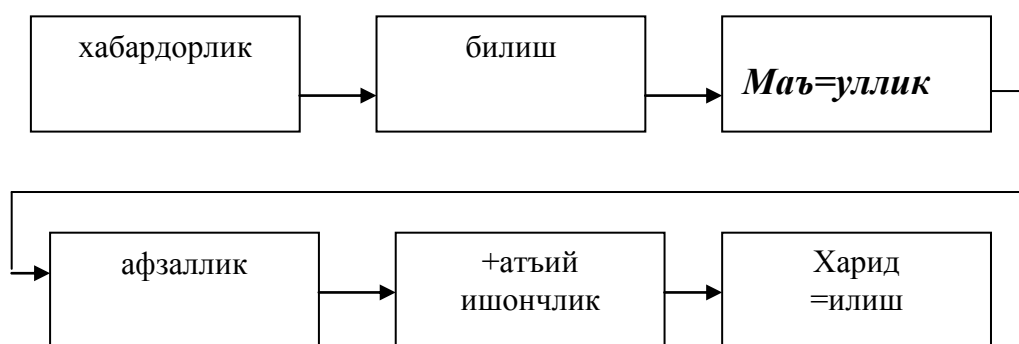 хабардорлик
билиш
Маъ=уллик
афзаллик
+атъий
ишончлик
Харид
=илиш